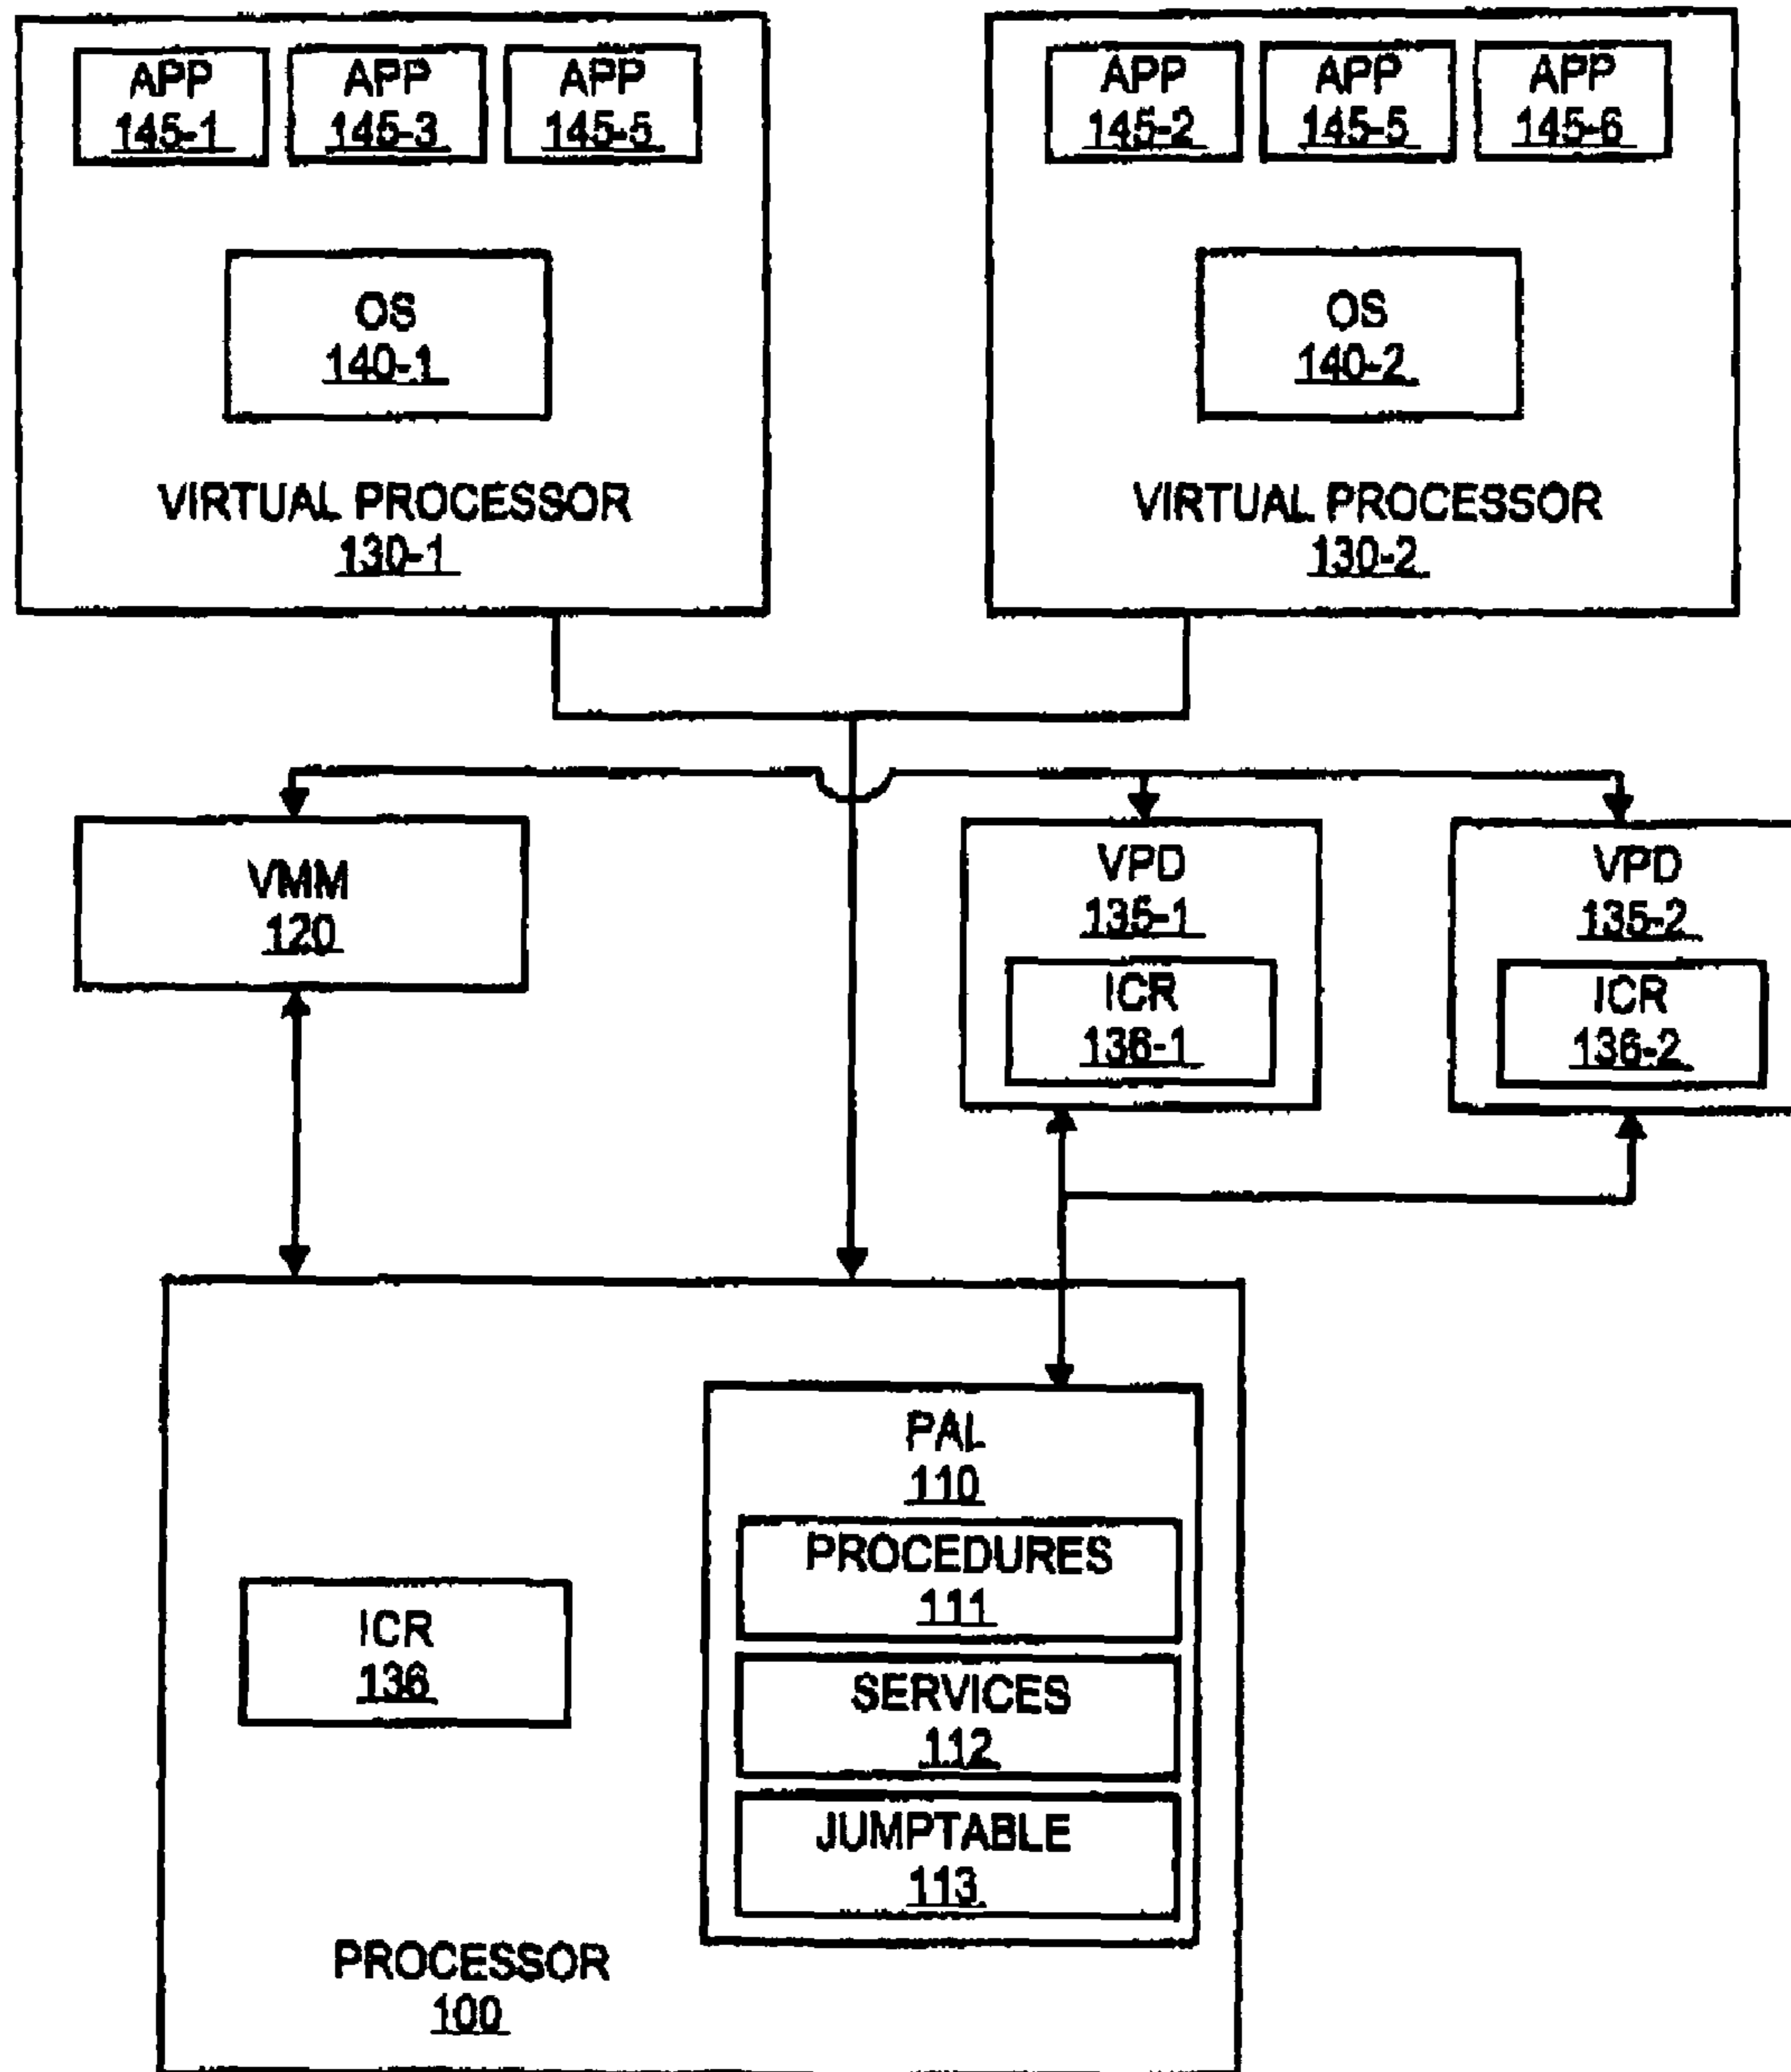 APP
145-1
APP
145-3
APP
145-5
OS
140-1
VIRTUAL PROCESSOR
130-1
APP
145-2
APP
145-5
APP
145-6
OS
140-2
VIRTUAL PROCESSOR
130-2
VMM
120
VPD
135-1
ICR
136-1
VPD
135-2
ICR
136-2
PAL
110
PROCEDURES
111
SERVICES
112
JUMPTABLE
113
ICR
136
PROCESSOR
100